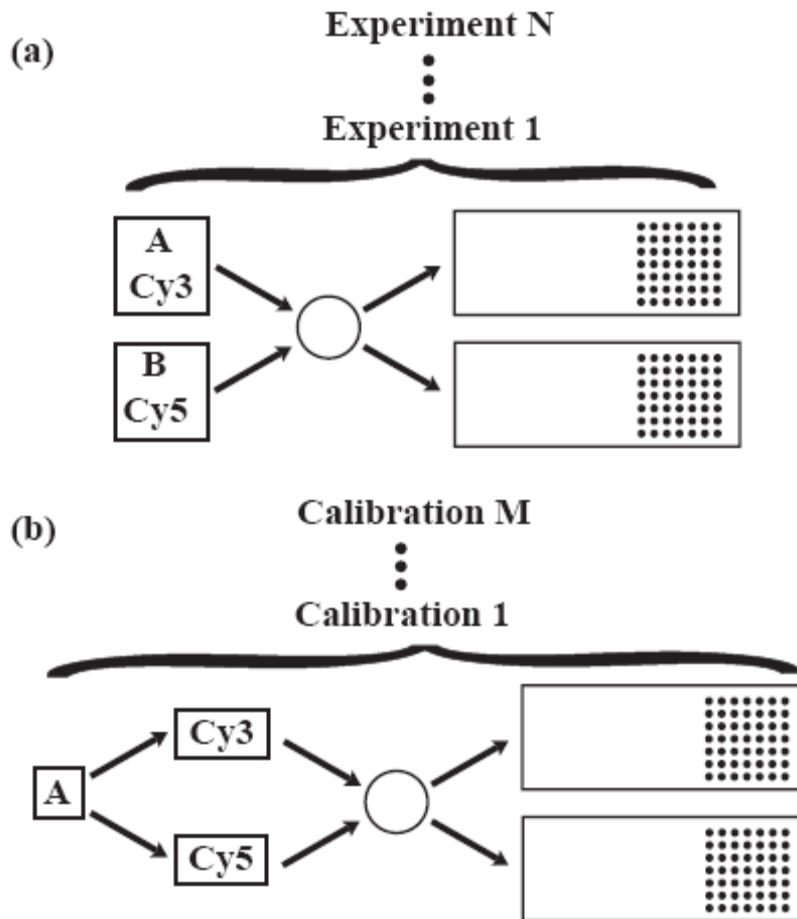 (a)
Experiment N
Experiment 1
A
Cy3
B
Cy5
(b)
Calibration M
Calibration 1
A
Cy3
Cy5